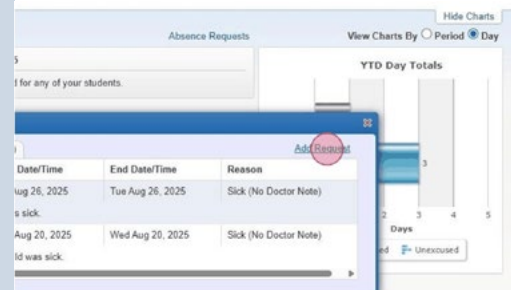 Hide Charts
Absence Requests
View Charts By Period Day
YTD Day Totals
d for any of your students.
Add Request
Date/Time End Date/Time Reason
Aug 26, 2025 Tue Aug 26, 2025 Sick (No Doctor Note)
s sick.
Aug 20, 2025 Wed Aug 20, 2025 Sick (No Doctor Note)
ld was sick.
3
2 3 4 5
Days
ed Unexcused